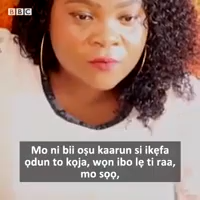 BBC
Mo ni bii oṣu kaarun si ikẹfa
ọdun to kọja, wọn ibo lẹ ti raa,
mo sọọ,